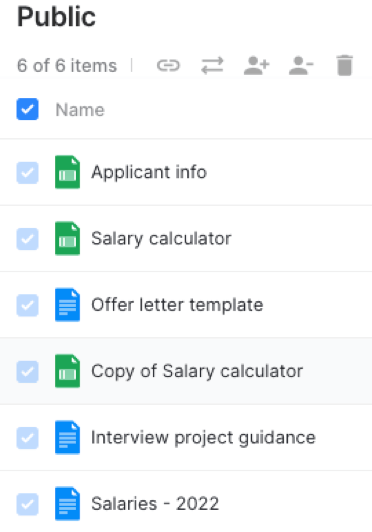 Public
6 of 6 items
Name
Applicant info
Salary calculator
Offer letter template
Copy of Salary calculator
Interview project guidance
Salaries - 2022